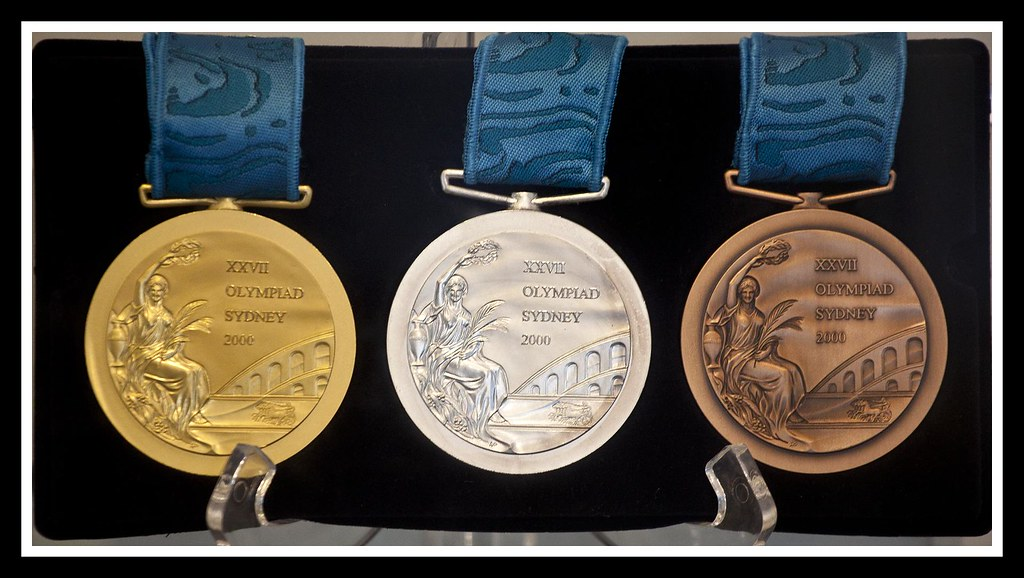 XXVII
OLYMPIAD
SYDNEY
2000
XXVII
OLYMPIAD
SYDNEY
2000
XXVII
OLYMPIAD
SYDNEY
2000